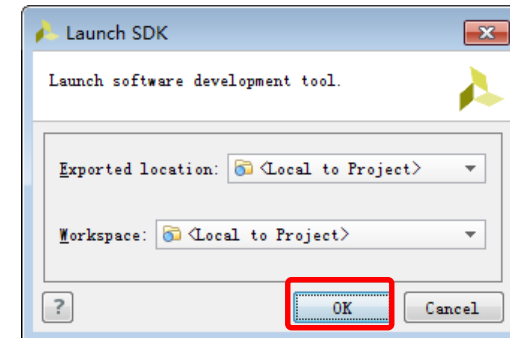 Launch SDK
Launch software development tool.
Exported location: <Local to Project>
Workspace: <Local to Project>
? OK Cancel